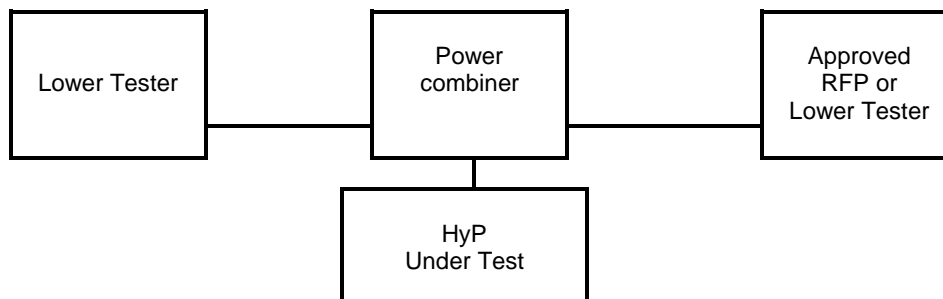 Lower Tester
Power
combiner
Approved
RFP or
Lower Tester
HyP
Under Test